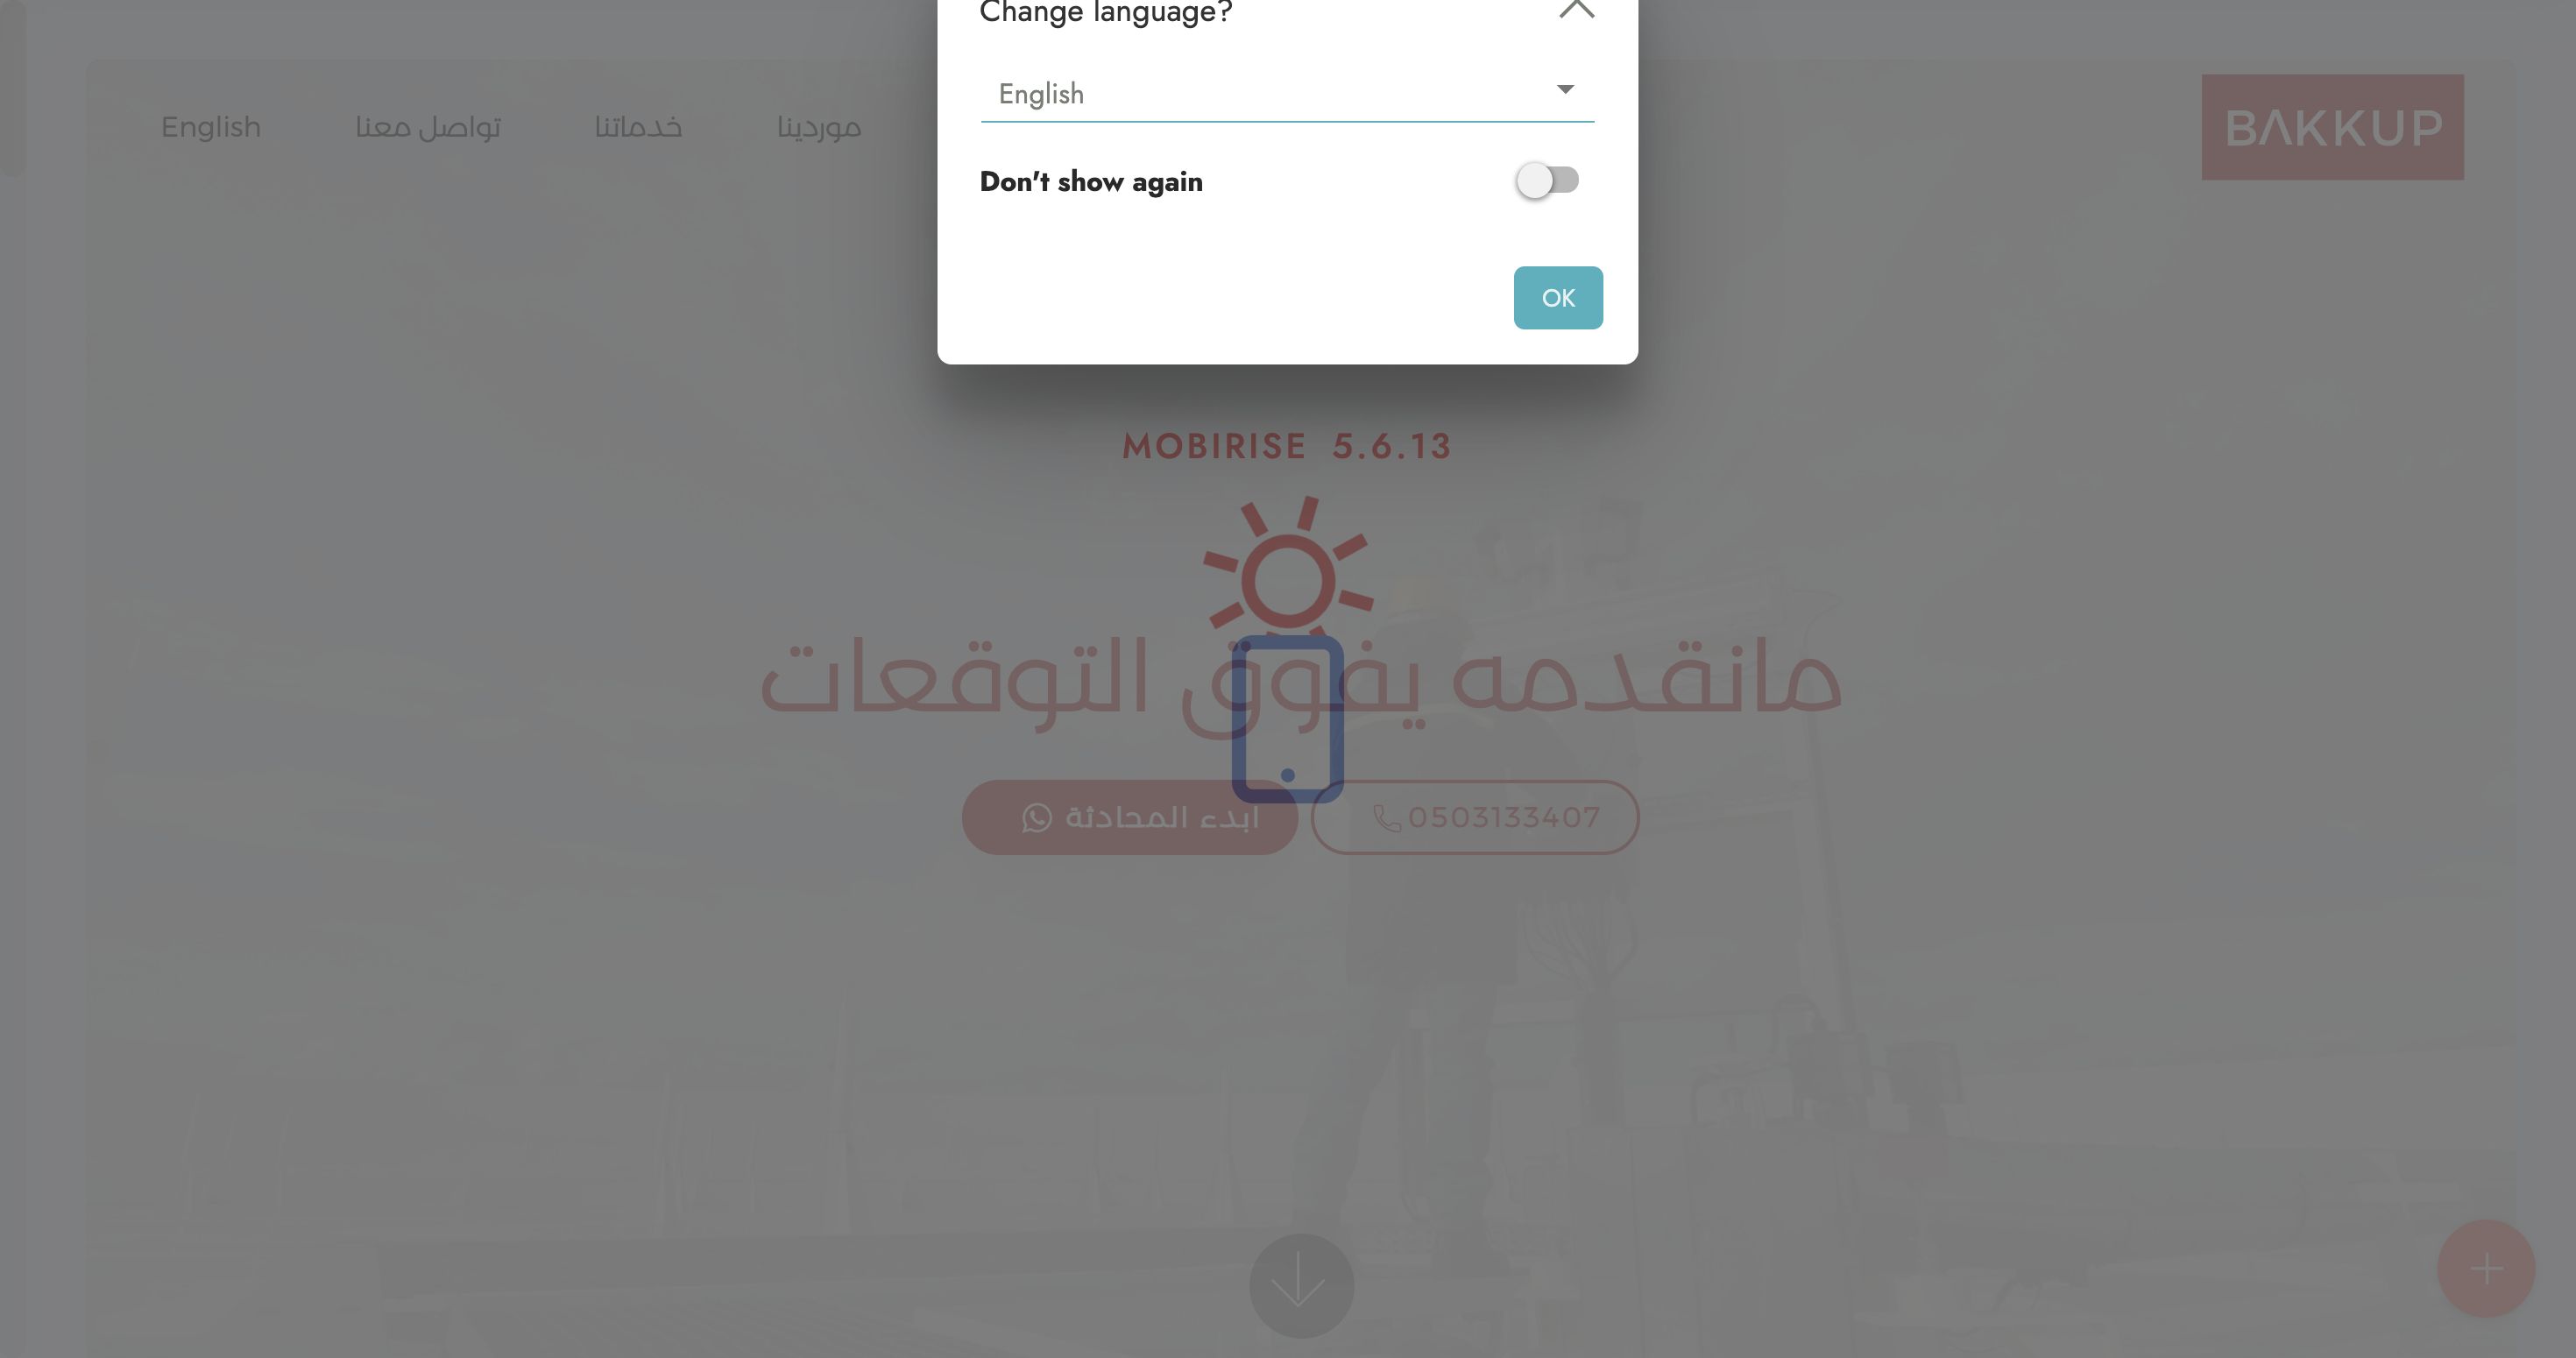 Change language?
English
Don't show again
OK
BAKKUP
موردينا
خدماتنا
تواصل معنا
English
MOBIRISE 5.6.13
مانقدمه يفوق التوقعات
0503133407
ابدء المحادثة